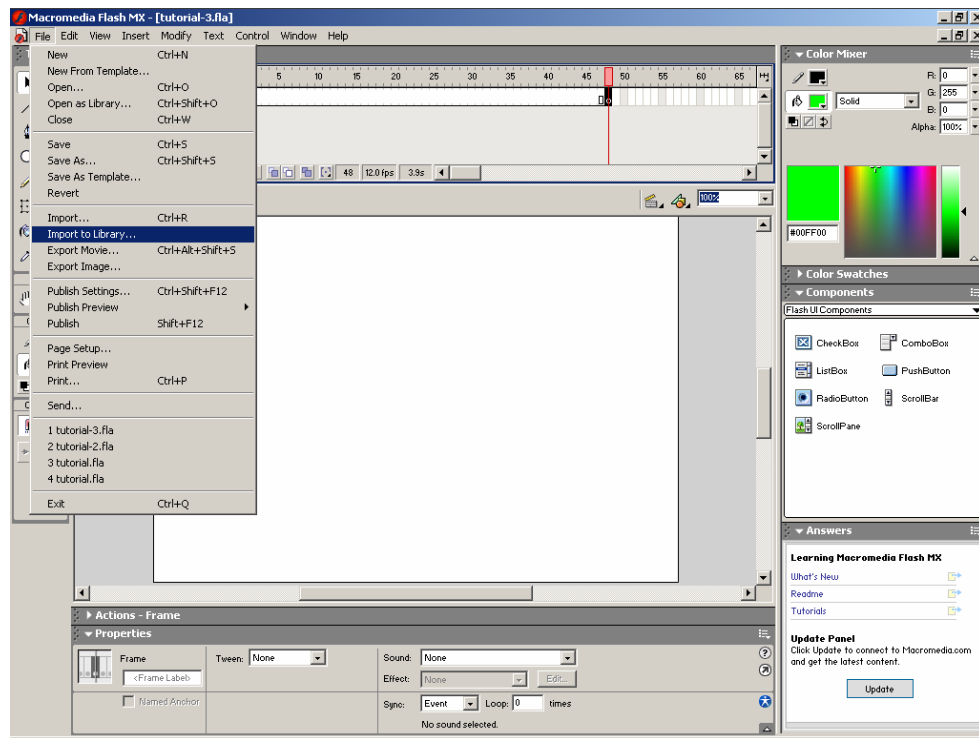 Macromedia Flash MX - [tutorial-3.fla]
File Edit View Insert Modify Text Control Window Help
New Ctrl+N
New From Template...
Open... Ctrl+O
Open as Library... Ctrl+Shift+O
Close Ctrl+W
Save Ctrl+S
Save As... Ctrl+Shift+S
Save As Template...
Revert
Import... Ctrl+R
Import to Library...
Export Movie... Ctrl+Alt+Shift+S
Export Image...
Publish Settings... Ctrl+Shift+F12
Publish Preview
Publish Shift+F12
Page Setup...
Print Preview
Print... Ctrl+P
Send...
1 tutorial-3.fla
2 tutorial-2.fla
3 tutorial.fla
4 tutorial.fla
Exit Ctrl+Q
5 10 15 20 25 30 35 40 45 50 55 60 65
48 12.0 fps 3.9s
100%
Color Mixer
R: 0
Solid G: 255
B: 0
Alpha: 100%
#00FF00
Color Swatches
Components
Flash UI Components
CheckBox ComboBox
ListBox PushButton
RadioButton ScrollBar
ScrollPane
Answers
Learning Macromedia Flash MX
What's New
Readme
Tutorials
Update Panel
Click Update to connect to Macromedia.com
and get the latest content.
Update
Actions - Frame
Properties
Frame Tween: None Sound: None
<Frame Label> Effect: None Edit...
Named Anchor Sync: Event Loop: 0 times
No sound selected.